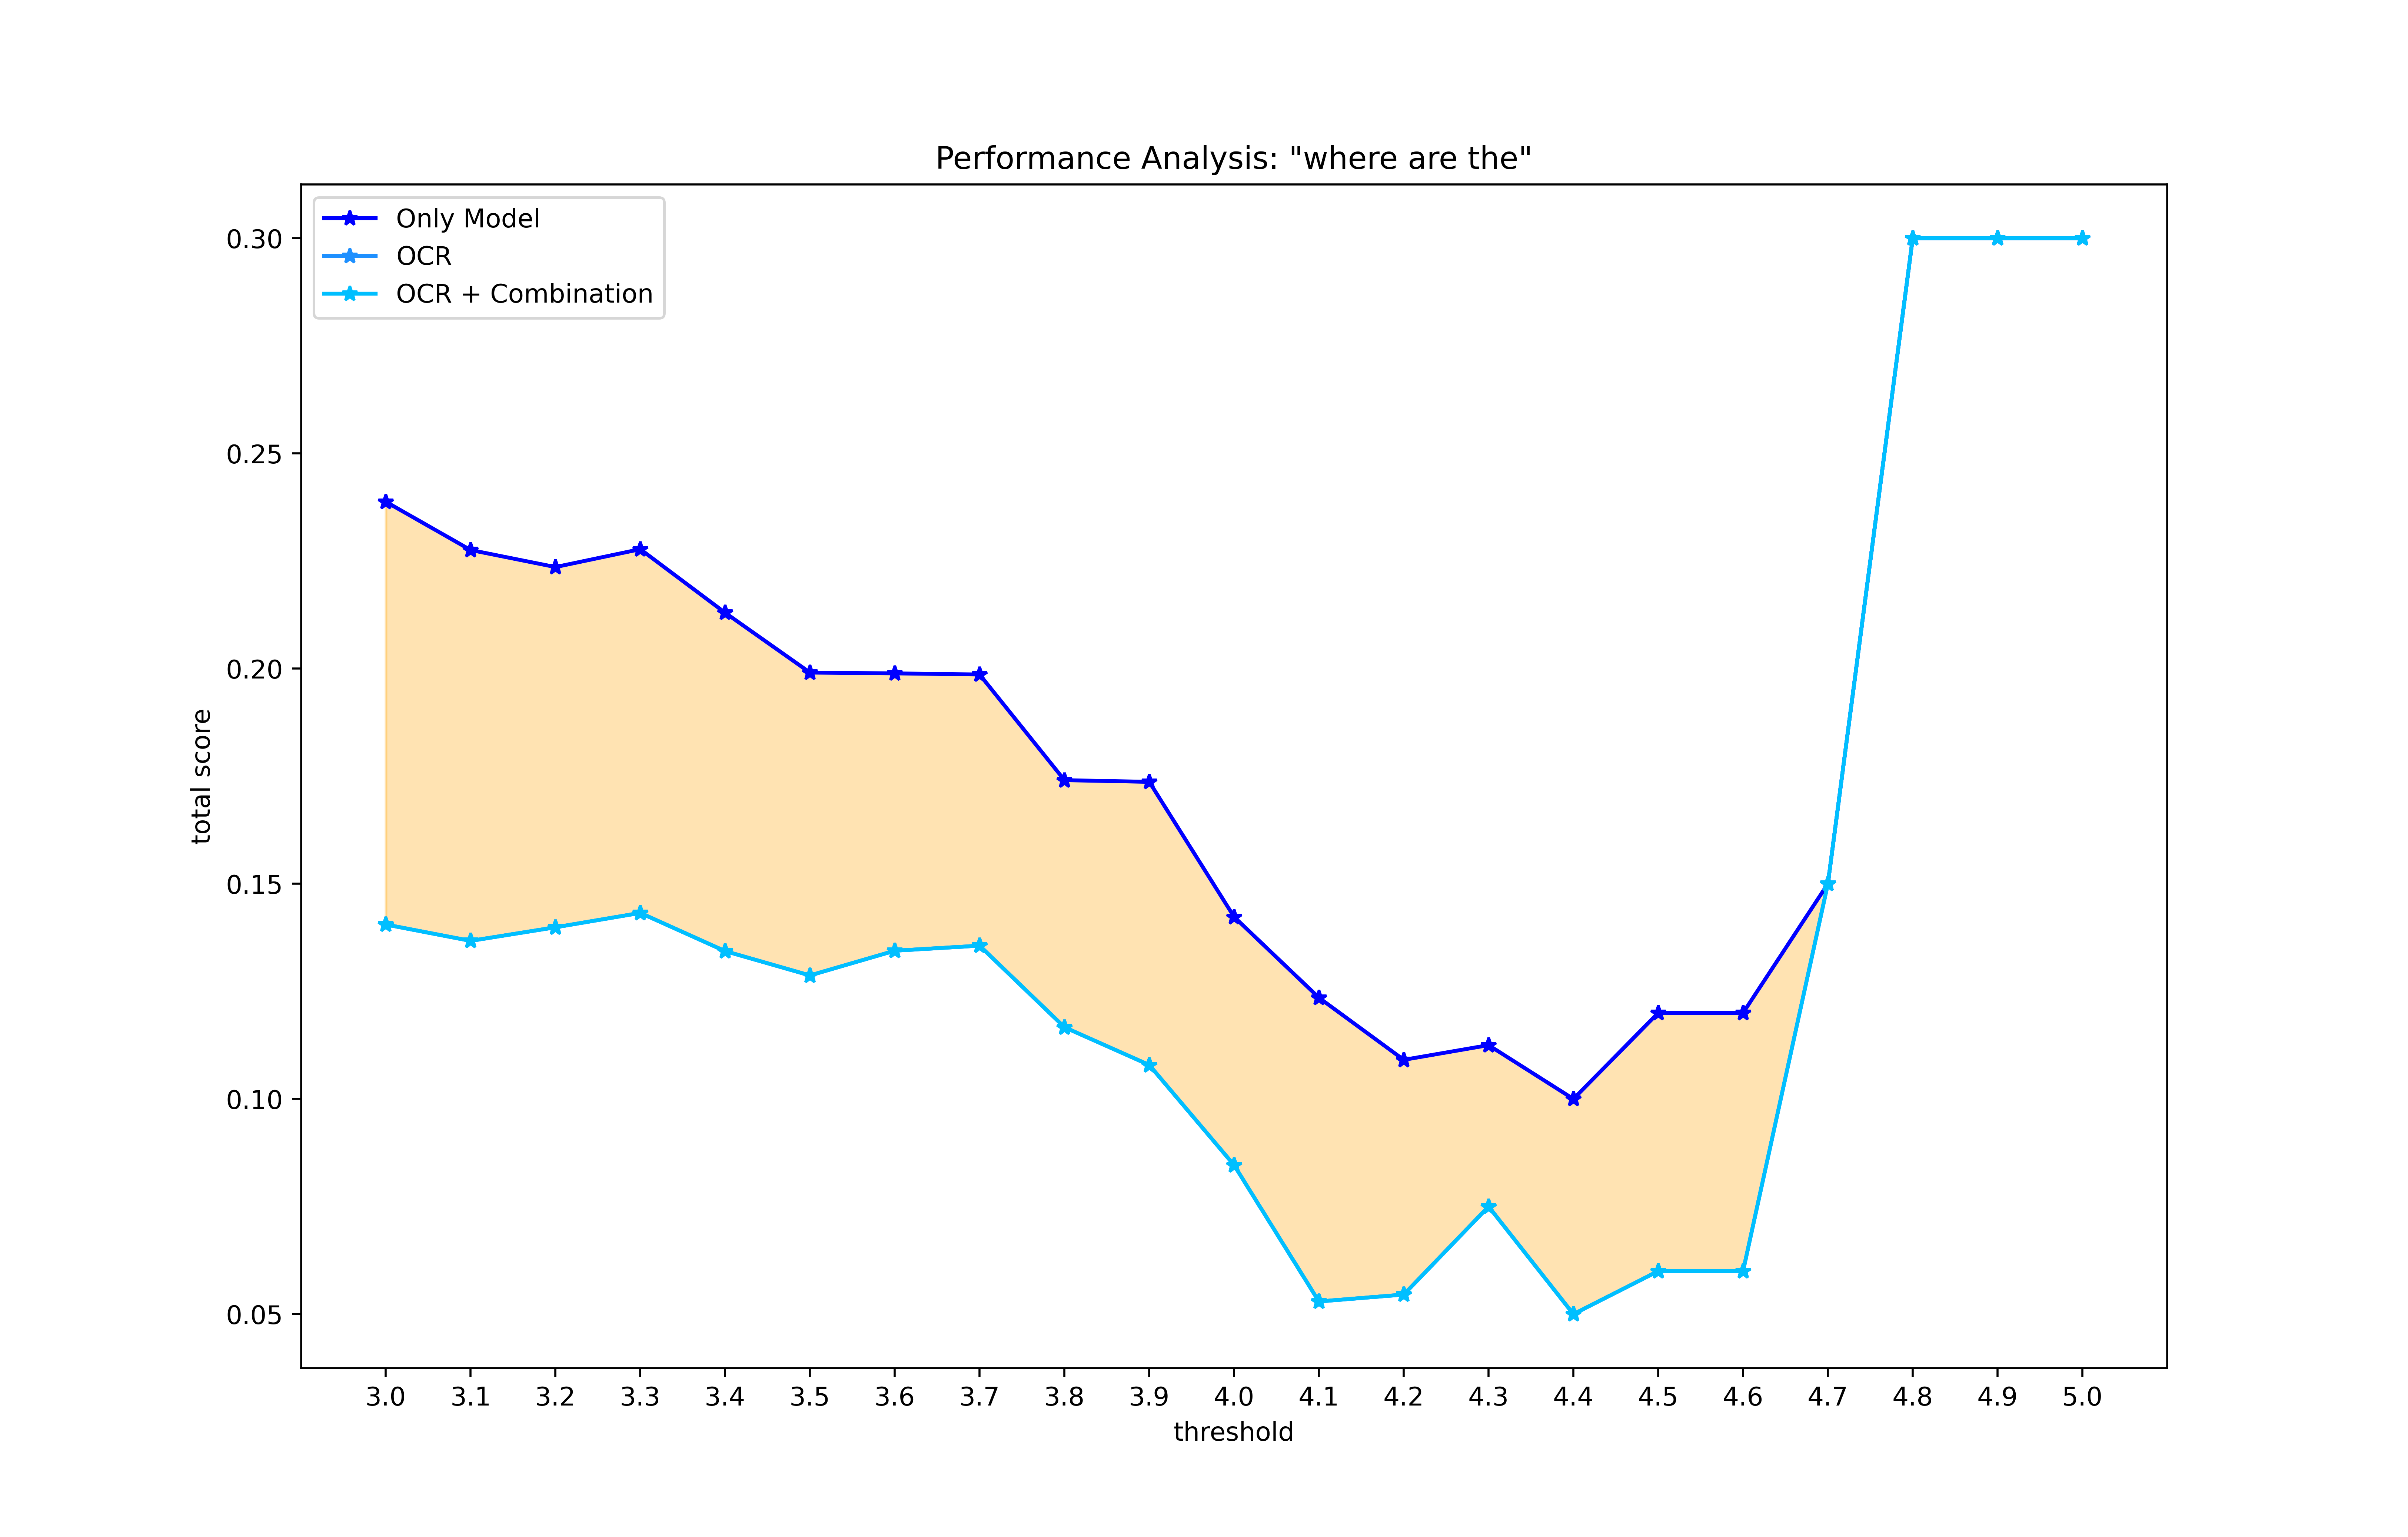 Performance Analysis: "where are the"
Only Model
OCR
OCR + Combination
0.30
0.25
0.20
0.15
0.10
0.05
total score
3.0 3.1 3.2 3.3 3.4 3.5 3.6 3.7 3.8 3.9 4.0 4.1 4.2 4.3 4.4 4.5 4.6 4.7 4.8 4.9 5.0
threshold